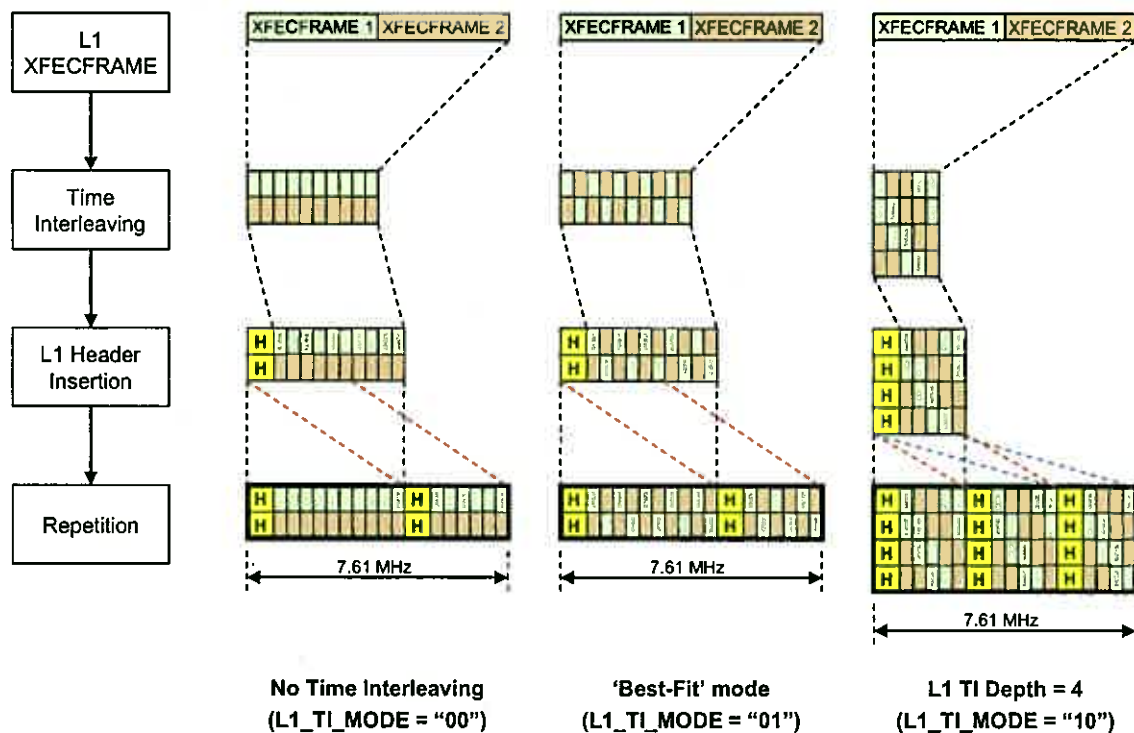 L1
XFECFRAME
Time
Interleaving
L1 Header
Insertion
Repetition
XFECFRAME 1 XFECFRAME 2
H
H
H H
H H
7.61 MHz
No Time Interleaving
(L1_TI_MODE = “00”)
XFECFRAME 1 XFECFRAME 2
H
H
H H
H H
7.61 MHz
‘Best-Fit’ mode
(L1_TI_MODE = “01”)
XFECFRAME 1 XFECFRAME 2
H
H
H
H
H H H
H H H
H H H
H H H
7.61 MHz
L1 TI Depth = 4
(L1_TI_MODE = “10”)